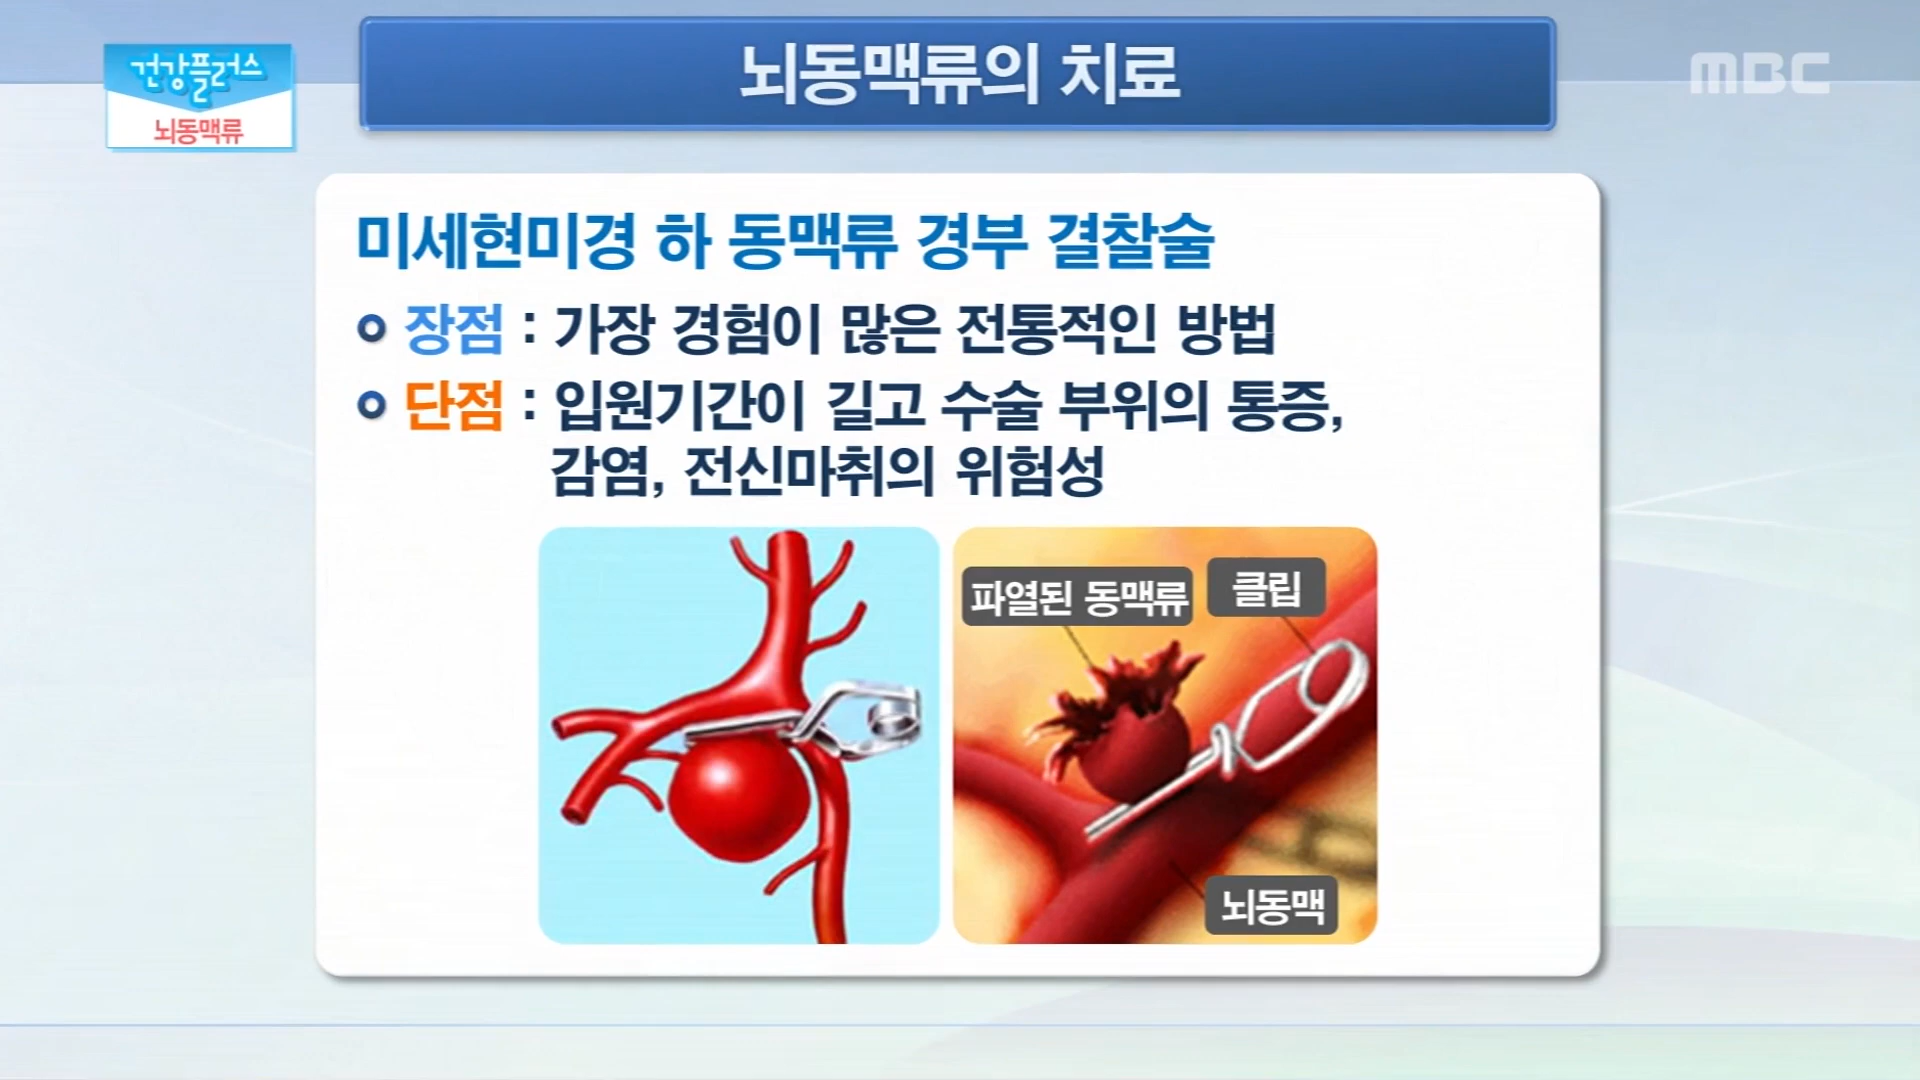 건강플러스
뇌동맥류
뇌동맥류의 치료
MBC
미세현미경 하 동맥류 경부 결찰술
장점 : 가장 경험이 많은 전통적인 방법
단점 : 입원기간이 길고 수술 부위의 통증,
감염, 전신마취의 위험성
파열된 동맥류
클립
뇌동맥